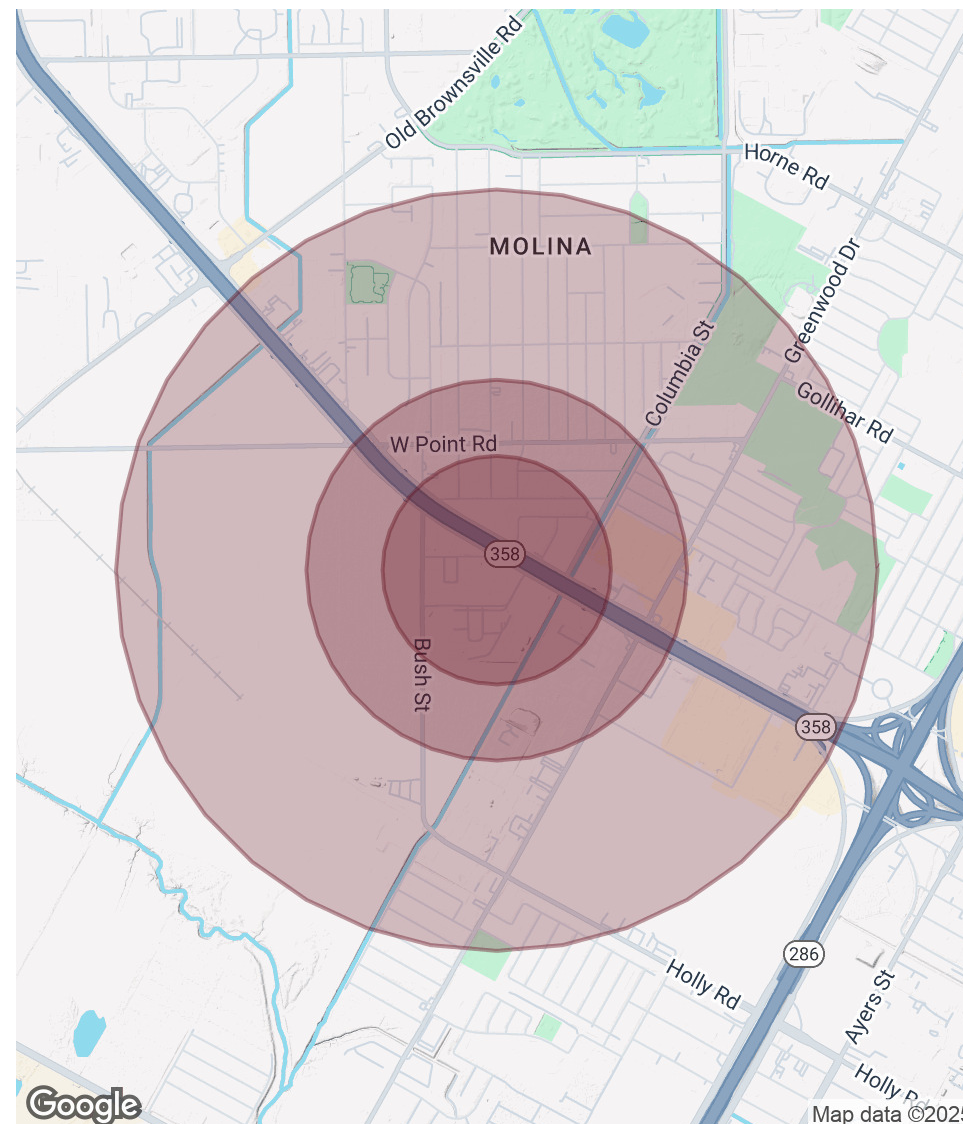 Old Brownsville Rd
Horne Rd
MOLINA
Greenwood Dr
Columbia St
Gollihar Rd
W Point Rd
358
Bush St
358
286
Holly Rd
Ayers St
Holly Rd
Google
Map data ©2025